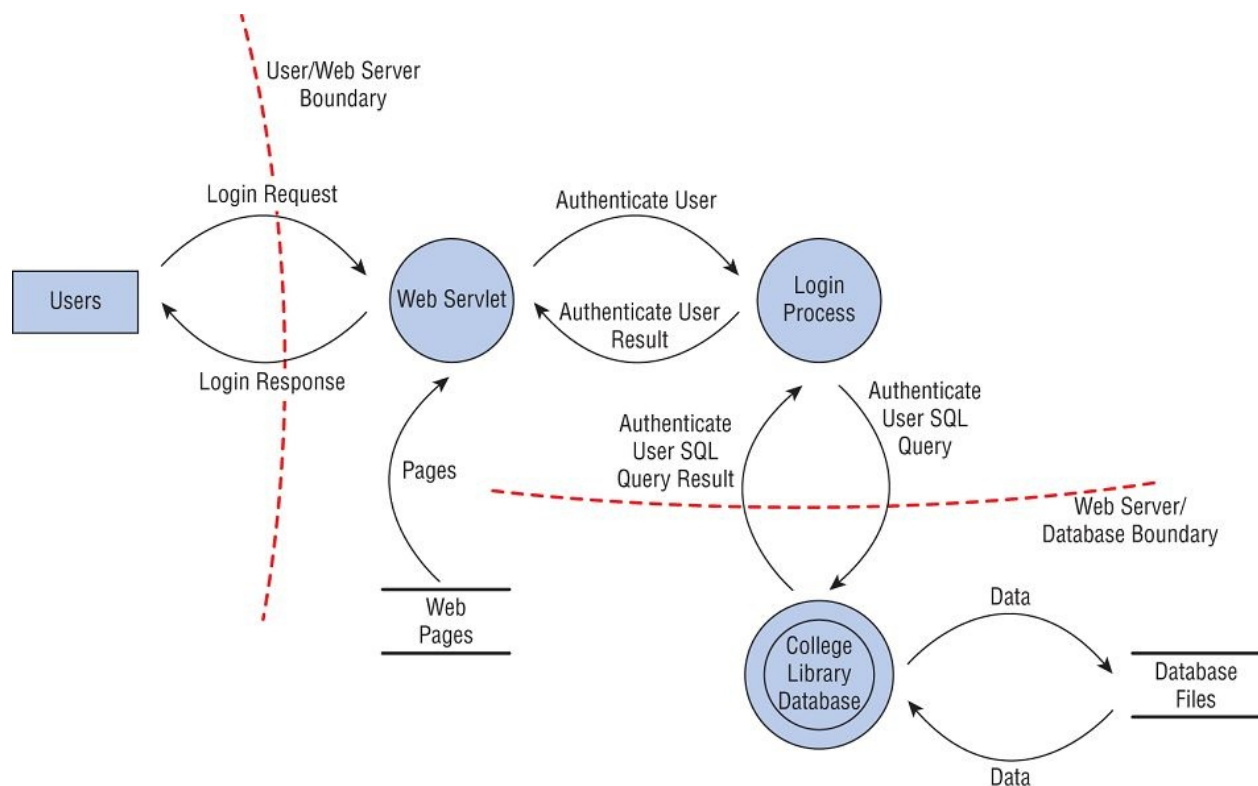 User/Web Server
Boundary
Login Request
Authenticate User
Users
Web Servlet
Login
Process
Authenticate User
Result
Login Response
Authenticate
User SQL
Query
Authenticate
User SQL
Query Result
Pages
Web Server/
Database Boundary
Web
Pages
Data
College
Library
Database
Database
Files
Data